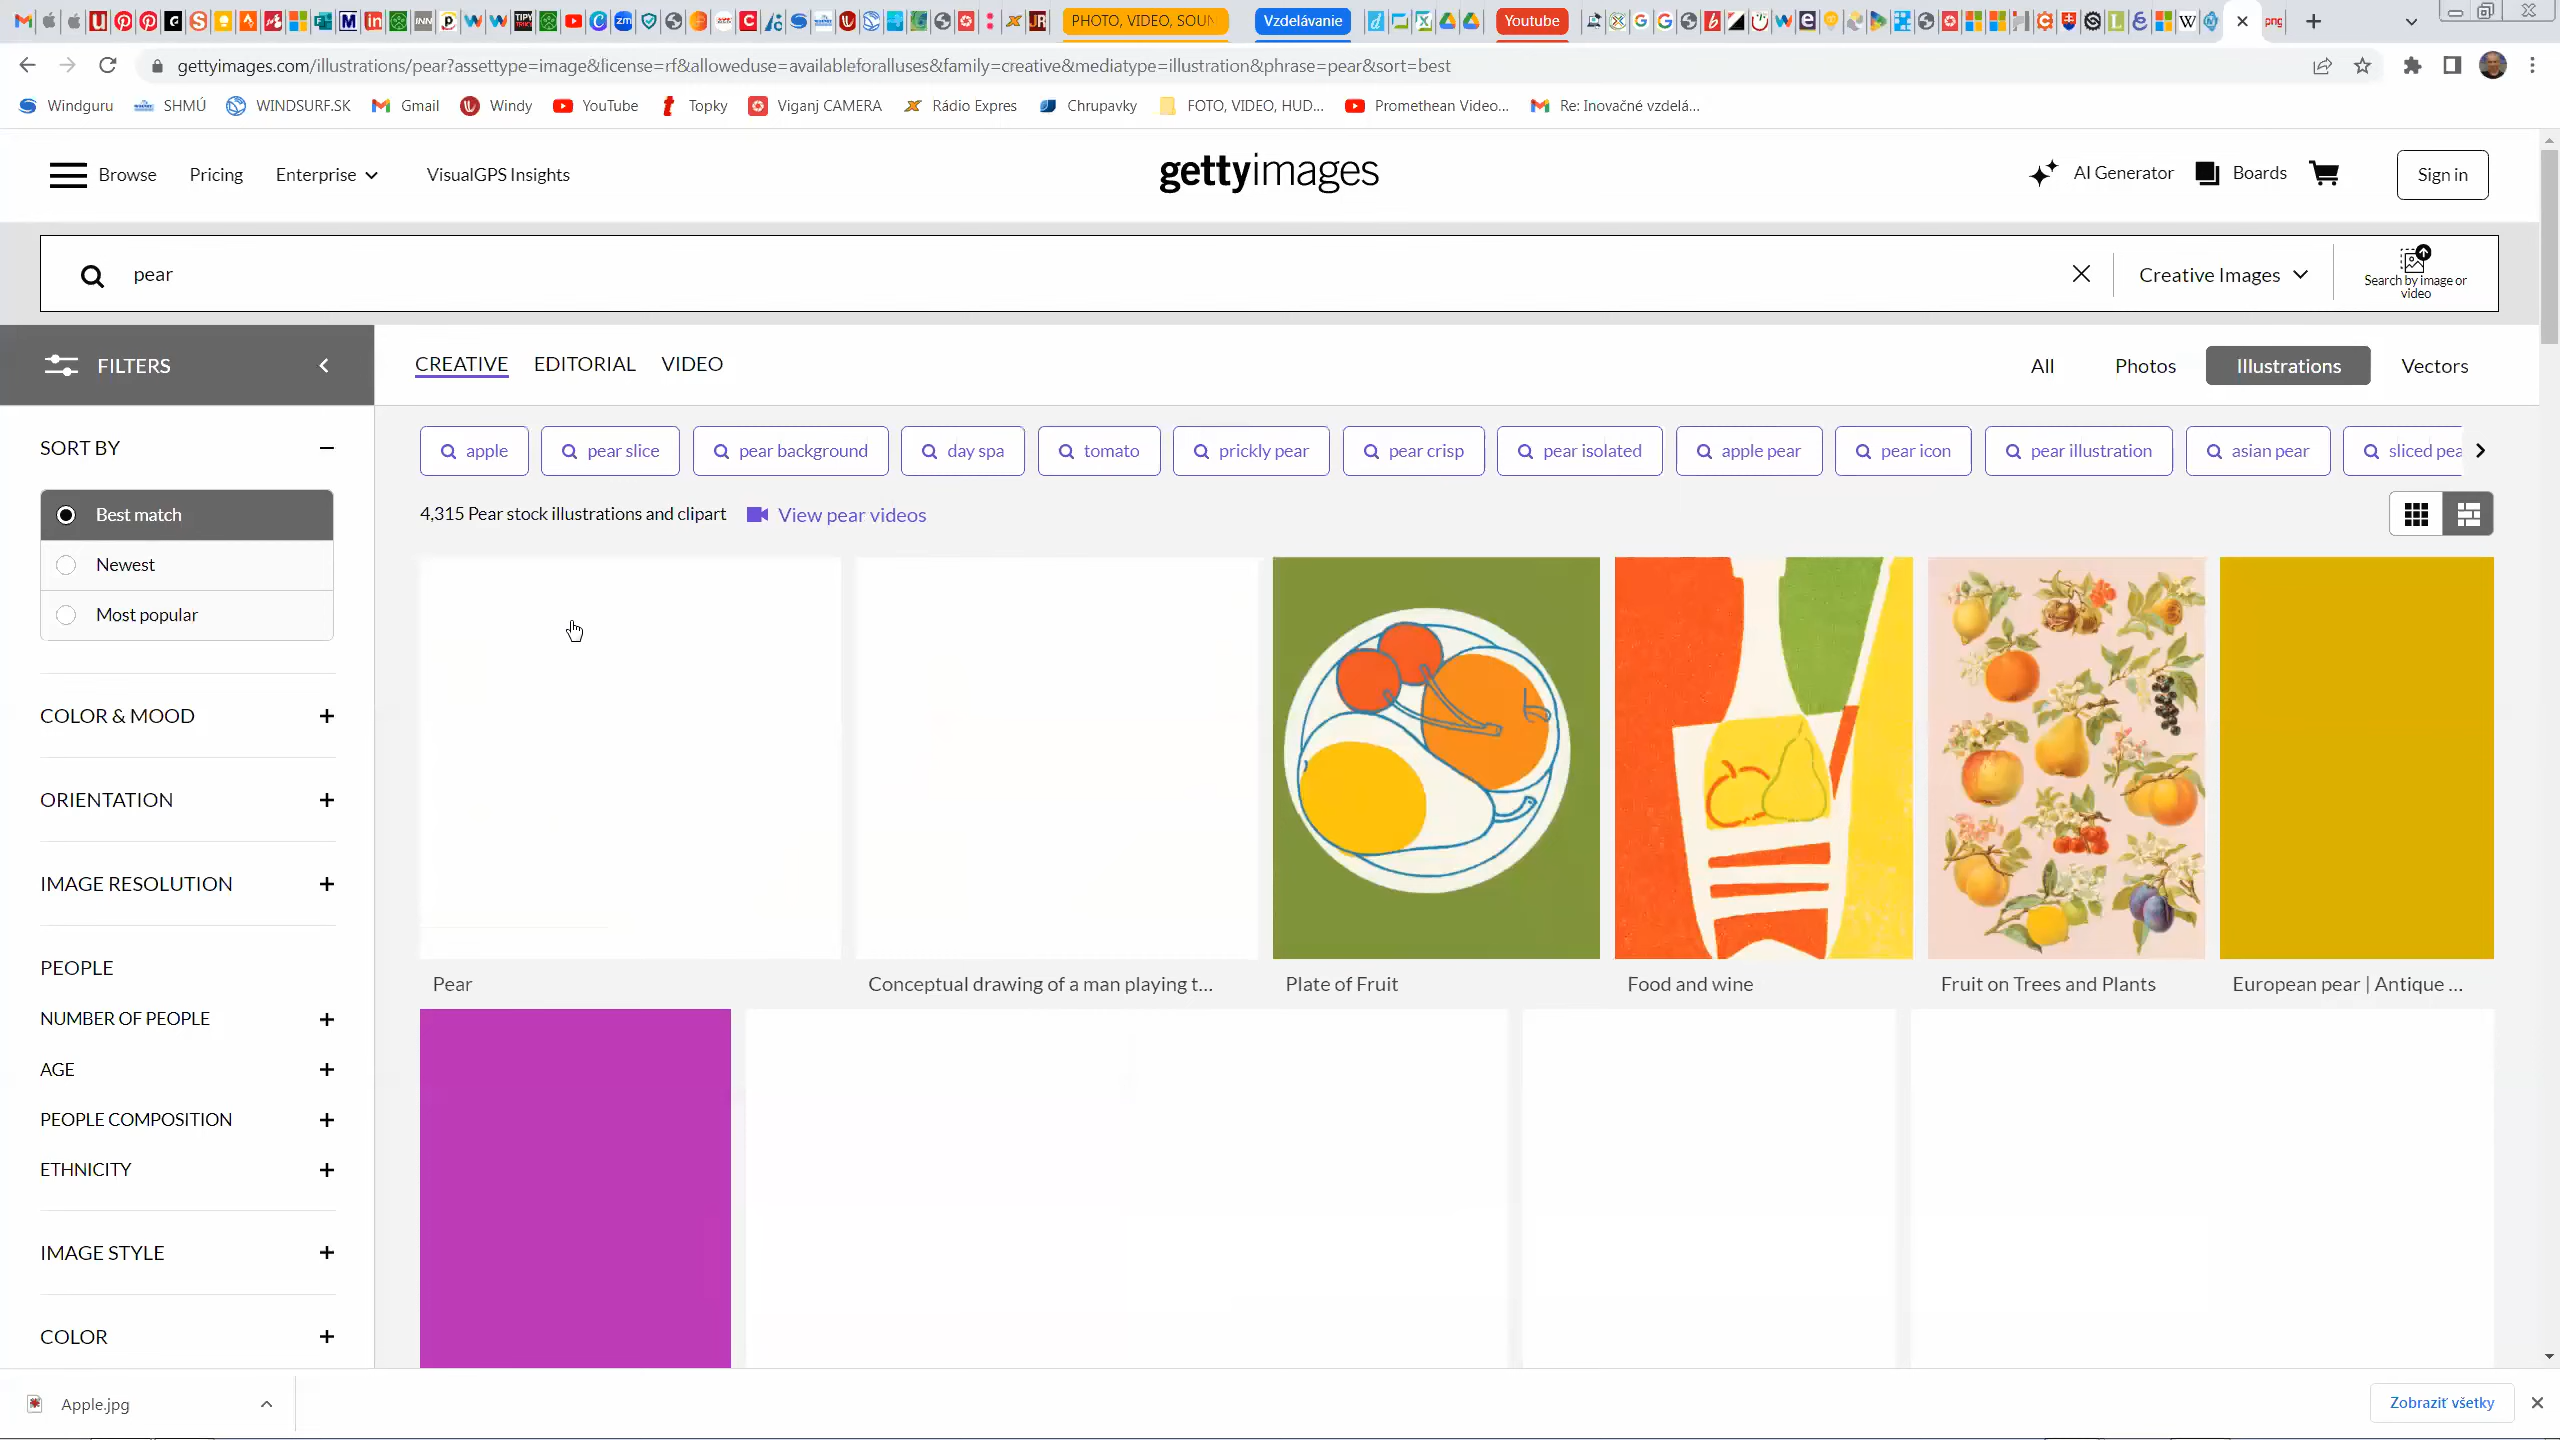 PHOTO, VIDEO, SOUN
Vzdelávanie
Youtube
png
gettyimages.com/illustrations/pear?assettype=image&license=rf&alloweduse=availableforalluses&family=creative&mediatype=illustration&phrase=pear&sort=best
Windguru
SHMÚ
WINDSURF.SK
Gmail
Windy
YouTube
Topky
Viganj CAMERA
Rádio Expres
Chrupavky
FOTO, VIDEO, HUD...
Promethean Video...
Re: Inovačné vzdelá...
Browse
Pricing
Enterprise
VisualGPS Insights
gettyimages
AI Generator
Boards
Sign in
pear
Creative Images
Search by image or
video
FILTERS
CREATIVE
EDITORIAL
VIDEO
All
Photos
Illustrations
Vectors
SORT BY
apple
pear slice
pear background
day spa
tomato
prickly pear
pear crisp
pear isolated
apple pear
pear icon
pear illustration
asian pear
sliced pea
Best match
4,315 Pear stock illustrations and clipart
View pear videos
Newest
Most popular
COLOR & MOOD
ORIENTATION
IMAGE RESOLUTION
PEOPLE
Pear
Conceptual drawing of a man playing t...
Plate of Fruit
Food and wine
Fruit on Trees and Plants
European pear | Antique ...
NUMBER OF PEOPLE
AGE
PEOPLE COMPOSITION
ETHNICITY
IMAGE STYLE
COLOR
Apple.jpg
Zobraziť všetky